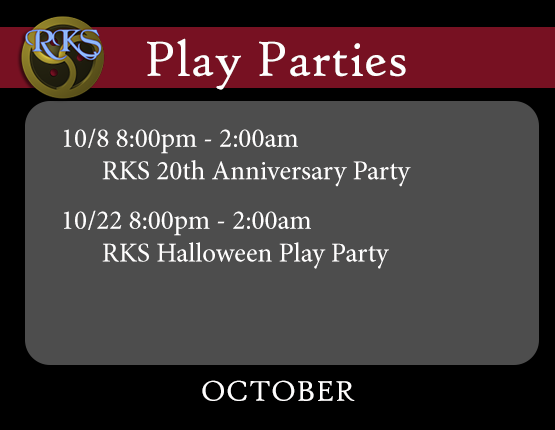 RKS
Play Parties
10/8 8:00pm - 2:00am
RKS 20th Anniversary Party
10/22 8:00pm - 2:00am
RKS Halloween Play Party
OCTOBER